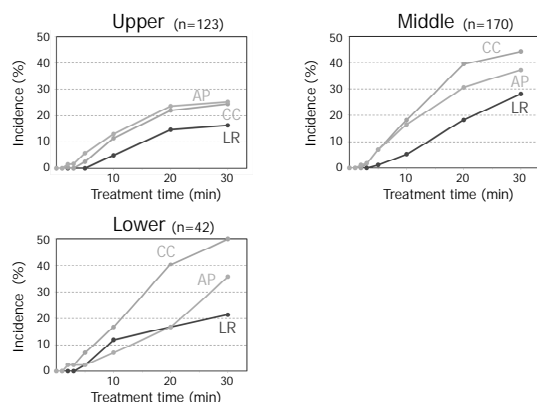 Upper (n=123)
50
40
30
20
10
0
Incidence (%)
AP
CC
LR
10 20 30
Treatment time (min)
Middle (n=170)
50
40
30
20
10
0
Incidence (%)
CC
AP
LR
10 20 30
Treatment time (min)
Lower (n=42)
50
40
30
20
10
0
Incidence (%)
CC
AP
LR
10 20 30
Treatment time (min)